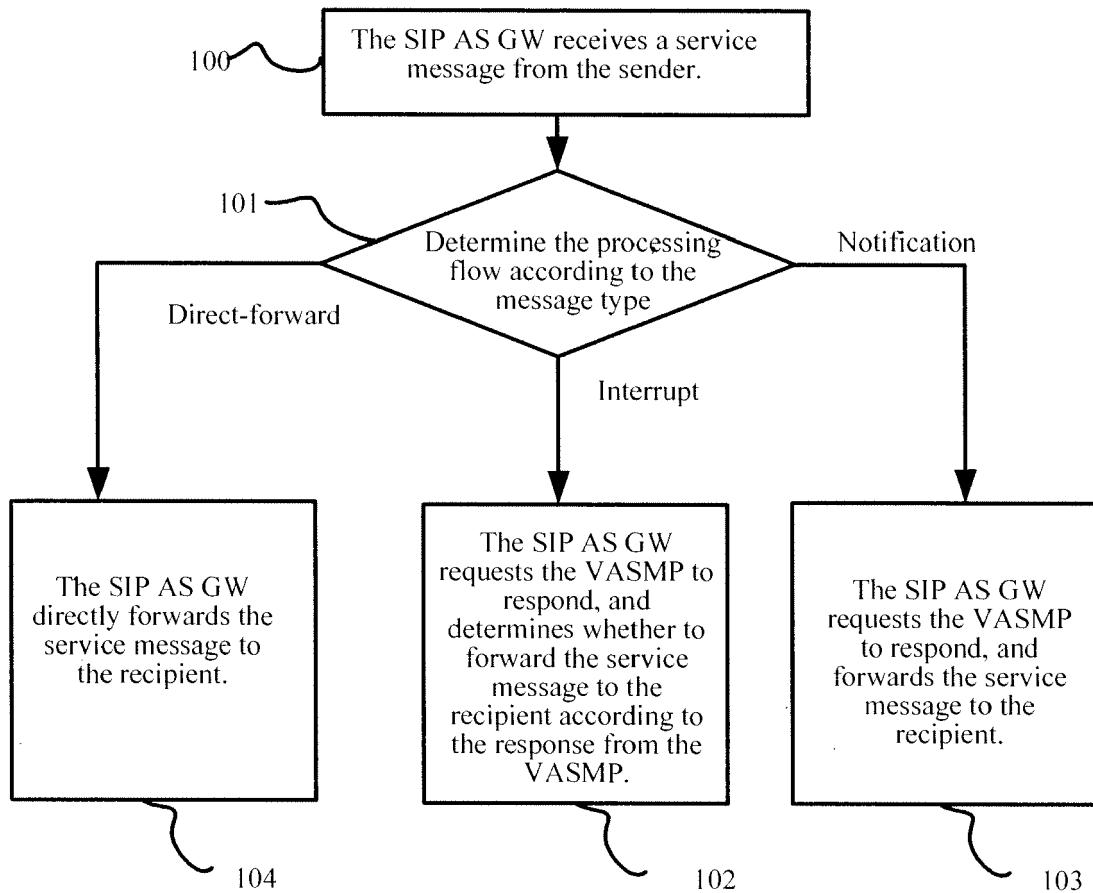 The SIP AS GW receives a service
message from the sender.
100
101
Determine the processing
flow according to the
message type
Notification
Direct-forward
Interrupt
The SIP AS GW
directly forwards the
service message to
the recipient.
The SIP AS GW
requests the VASMP to
respond, and
determines whether to
forward the service
message to the
recipient according to
the response from the
VASMP.
The SIP AS GW
requests the VASMP
to respond, and
forwards the service
message to the
recipient.
104
102
103